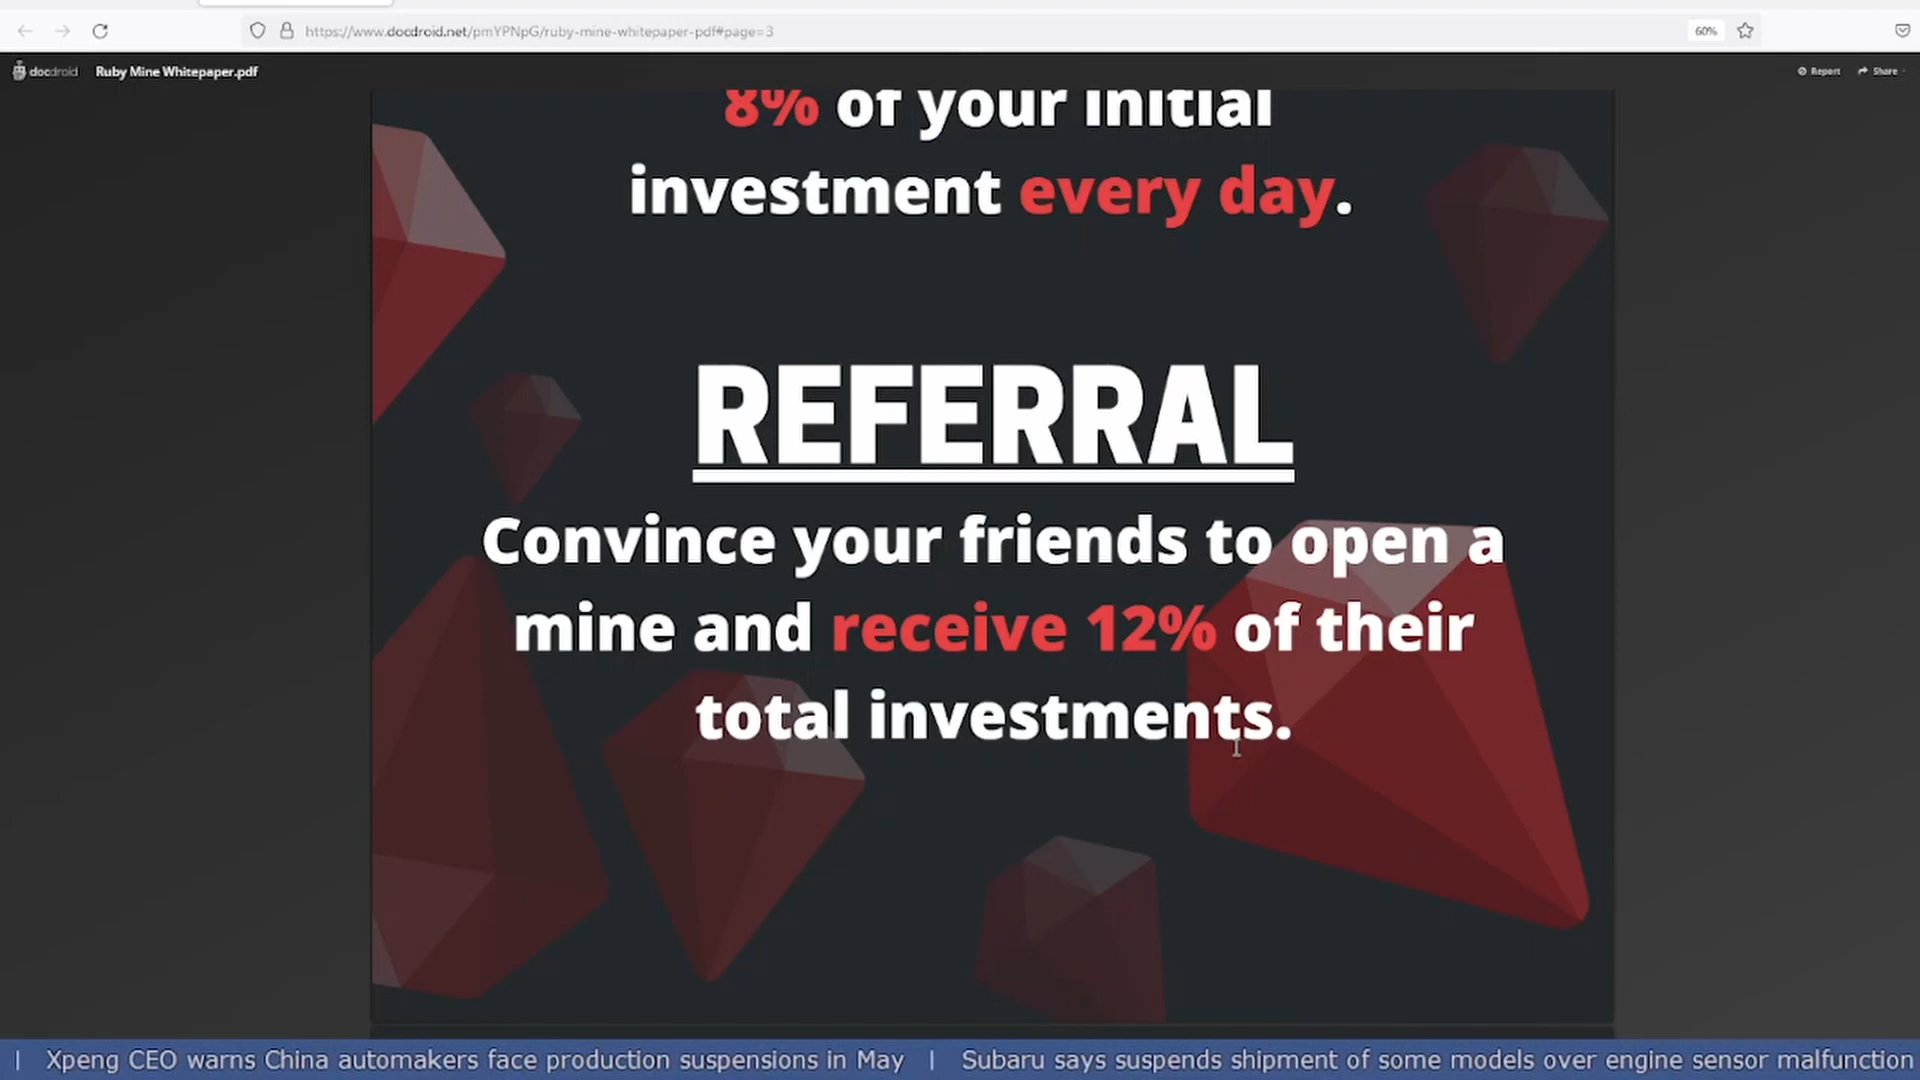 https://www.docdroid.net/pmYPNpG/ruby-mine-whitepaper-pdf#page=3
60%
docdroid
Ruby Mine Whitepaper.pdf
Report
Share
8% of your initial
investment every day.
REFERRAL
Convince your friends to open a
mine and receive 12% of their
total investments.
| Xpeng CEO warns China automakers face production suspensions in May | Subaru says suspends shipment of some models over engine sensor malfunction